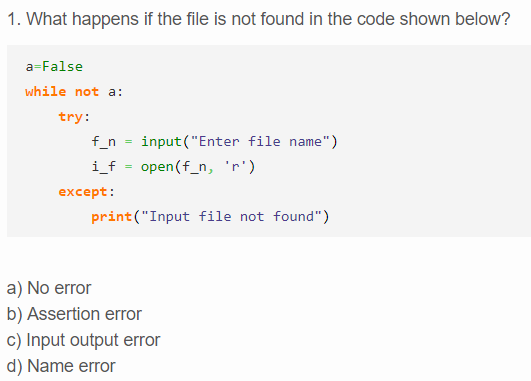 1. What happens if the file is not found in the code shown below?
a=False
while not a:
    try:
        f_n = input("Enter file name")
        i_f = open(f_n, 'r')
    except:
        print("Input file not found")
a) No error
b) Assertion error
c) Input output error
d) Name error